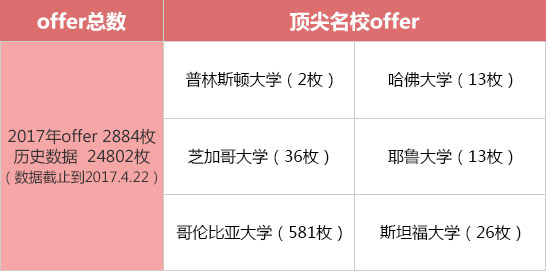 offer总数
顶尖名校offer
2017年offer 2884枚
历史数据 24802枚
（数据截止到2017.4.22）
普林斯顿大学（2枚）
哈佛大学（13枚）
芝加哥大学（36枚）
耶鲁大学（13枚）
哥伦比亚大学（581枚）
斯坦福大学（26枚）